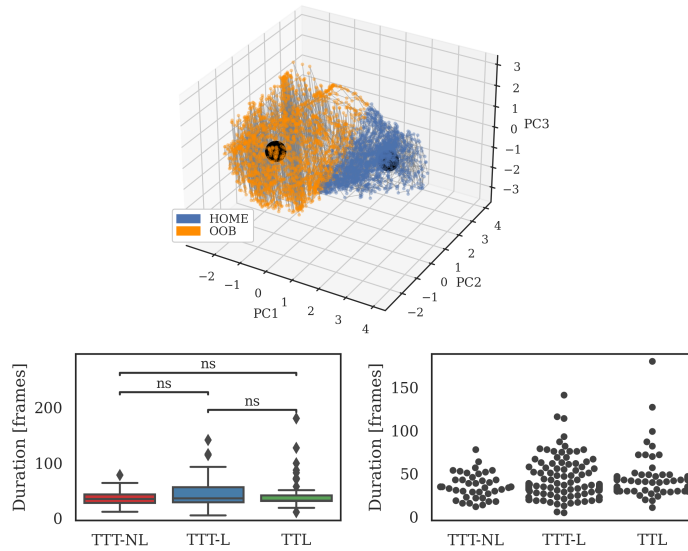 3
2
1
0
−1
−2
−3
PC3
HOME
OOB
−2
−1
0
1
2
3
4
PC1
−2
−1
0
1
2
3
4
PC2
Duration [frames]
200
100
0
ns
ns
ns
TTT-NL
TTT-L
TTL
Duration [frames]
150
100
50
0
TTT-NL
TTT-L
TTL